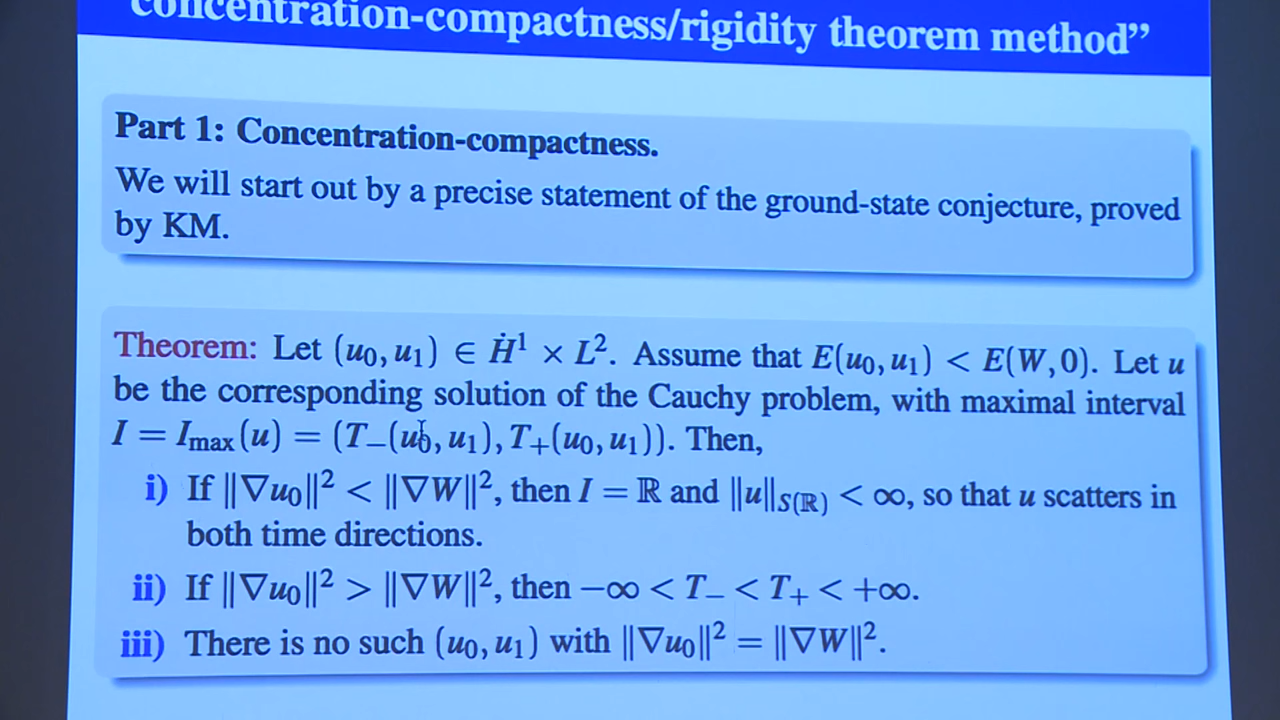 concentration-compactness/rigidity theorem method”
Part 1: Concentration-compactness.
We will start out by a precise statement of the ground-state conjecture, proved
by KM.
Theorem: Let (u₀, u₁) ∈ Ḣ¹ × L². Assume that E(u₀, u₁) < E(W, 0). Let u
be the corresponding solution of the Cauchy problem, with maximal interval
I = I_max(u) = (T₋(u₀, u₁), T₊(u₀, u₁)). Then,
i) If ||∇u₀||² < ||∇W||², then I = ℝ and ||u||_S(ℝ) < ∞, so that u scatters in
both time directions.
ii) If ||∇u₀||² > ||∇W||², then −∞ < T₋ < T₊ < +∞.
iii) There is no such (u₀, u₁) with ||∇u₀||² = ||∇W||².